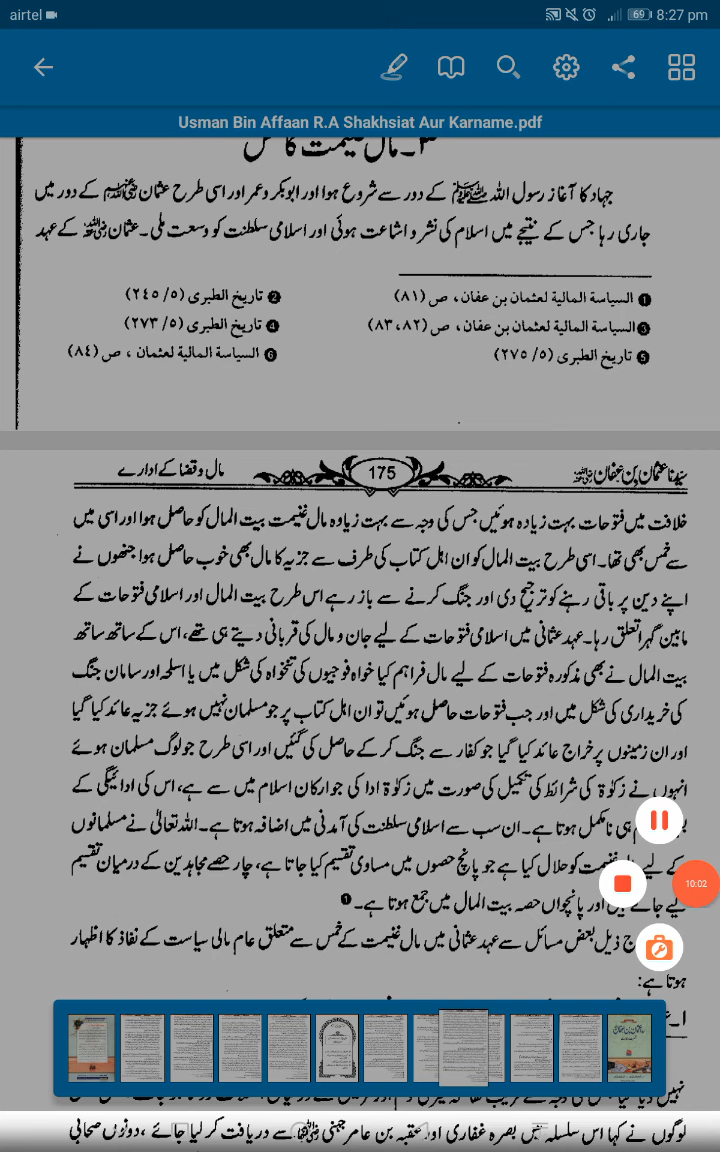 airtel 69 8:27 pm
Usman Bin Affaan R.A Shakhsiat Aur Karname.pdf
۳۔ مال غنیمت کا خمس
جہاد کا آغاز رسول اللہ ﷺ کے دور سے شروع ہوا اور ابوبکر وعمر اور اسی طرح عثمان رضی اللہ عنہم کے دور میں
جاری رہا جس کے نتیجے میں اسلام کی نشر و اشاعت ہوئی اور اسلامی سلطنت کو وسعت ملی۔ عثمان رضی اللہ عنہ کے عہد
❶ السياسة المالية لعثمان بن عفان، ص (٨١) ❷ تاريخ الطبرى (٥/ ٢٤٥)
❸ السياسة المالية لعثمان بن عفان، ص (٨٢، ٨٣) ❹ تاريخ الطبرى (٥/ ٢٧٣)
❺ تاريخ الطبرى (٥/ ٢٧٥) ❻ السياسة المالية لعثمان، ص (٨٤)
سیدنا عثمان بن عفان رضی اللہ عنہ 175 مال و قضا کے ادارے
خلافت میں فتوحات بہت زیادہ ہوئیں جس کی وجہ سے بہت زیادہ مال غنیمت بیت المال کو حاصل ہوا اور اسی میں
سے خمس بھی تھا۔ اسی طرح بیت المال کو ان اہل کتاب کی طرف سے جزیہ کا مال بھی خوب حاصل ہوا جنھوں نے
اپنے دین پر باقی رہنے کو ترجیح دی اور جنگ کرنے سے باز رہے اس طرح بیت المال اور اسلامی فتوحات کے
مابین گہرا تعلق رہا۔ عہد عثمانی میں اسلامی فتوحات کے لیے جان و مال کی قربانی دیتے ہی تھے، اس کے ساتھ ساتھ
بیت المال نے بھی مذکورہ فتوحات کے لیے مال فراہم کیا خواہ فوجیوں کی تنخواہ کی شکل میں یا اسلحہ اور سامان جنگ
کی خریداری کی شکل میں اور جب فتوحات حاصل ہوئیں تو ان اہل کتاب پر جو مسلمان نہیں ہوئے جزیہ عائد کیا گیا
اور ان زمینوں پر خراج عائد کیا گیا جو کفار سے جنگ کر کے حاصل کی گئیں اور اسی طرح جو لوگ مسلمان ہوئے
انہوں نے زکوٰۃ کی شرائط کی تکمیل کی صورت میں زکوٰۃ ادا کی جو ارکان اسلام میں سے ہے، اس کی ادائیگی کے
ہی نامکمل ہوتا ہے۔ ان سب سے اسلامی سلطنت کی آمدنی میں اضافہ ہوتا ہے۔ اللہ تعالیٰ نے مسلمانوں
کے لیے غنیمت کو حلال کیا ہے جو پانچ حصوں میں مساوی تقسیم کیا جاتا ہے، چار حصے مجاہدین کے درمیان تقسیم
کیے جاتے اور پانچواں حصہ بیت المال میں جمع ہوتا ہے۔❶
10:02
ذیل بعض مسائل سے عہد عثمانی میں مال غنیمت کے خمس سے متعلق عام مالی سیاست کے نفاذ کا اظہار
ہوتا ہے:
نہیں دیا
لوگوں نے کہا اس سلسلہ میں بصرہ غفاری اور عقبہ بن عامر جہنی رضی اللہ عنہ سے دریافت کر لیا جائے، دونوں صحابی